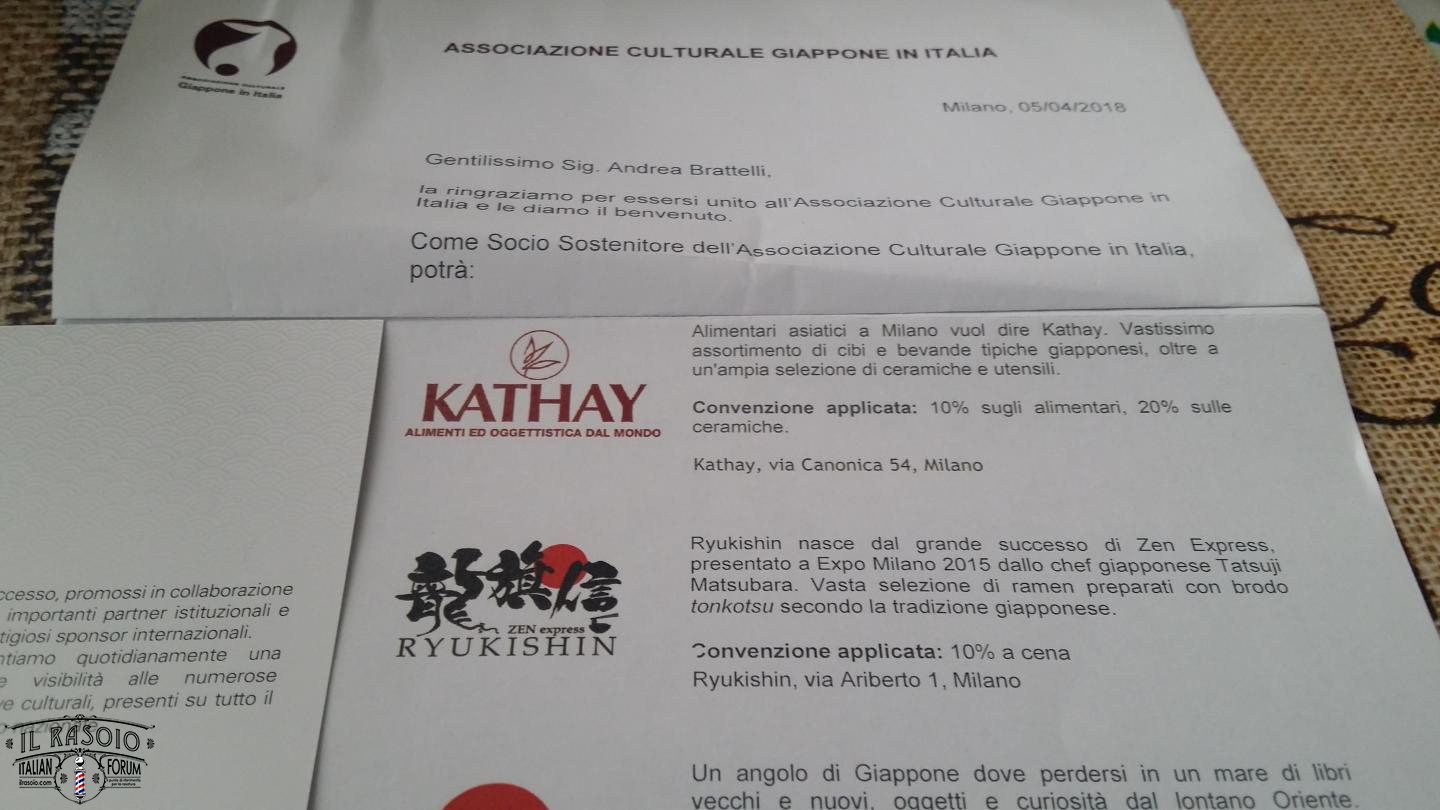 ASSOCIAZIONE CULTURALE
Giappone in Italia
ASSOCIAZIONE CULTURALE GIAPPONE IN ITALIA
Milano, 05/04/2018
Gentilissimo Sig. Andrea Brattelli,
la ringraziamo per essersi unito all'Associazione Culturale Giappone in
Italia e le diamo il benvenuto.
Come Socio Sostenitore dell'Associazione Culturale Giappone in Italia,
potrà:
KATHAY
ALIMENTI ED OGGETTISTICA DAL MONDO
Alimentari asiatici a Milano vuol dire Kathay. Vastissimo
assortimento di cibi e bevande tipiche giapponesi, oltre a
un'ampia selezione di ceramiche e utensili.
Convenzione applicata: 10% sugli alimentari, 20% sulle
ceramiche.
Kathay, via Canonica 54, Milano
龍旗信
ZEN express
RYUKISHIN
Ryukishin nasce dal grande successo di Zen Express,
presentato a Expo Milano 2015 dallo chef giapponese Tatsuji
Matsubara. Vasta selezione di ramen preparati con brodo
tonkotsu secondo la tradizione giapponese.
Convenzione applicata: 10% a cena
Ryukishin, via Ariberto 1, Milano
Un angolo di Giappone dove perdersi in un mare di libri
vecchi e nuovi, oggetti e curiosità dal lontano Oriente.
ccesso, promossi in collaborazione
importanti partner istituzionali e
tigiosi sponsor internazionali.
ntiamo quotidianamente una
e visibilità alle numerose
ve culturali, presenti su tutto il
IL RASOIO
ITALIAN FORUM
ilrasoio.com